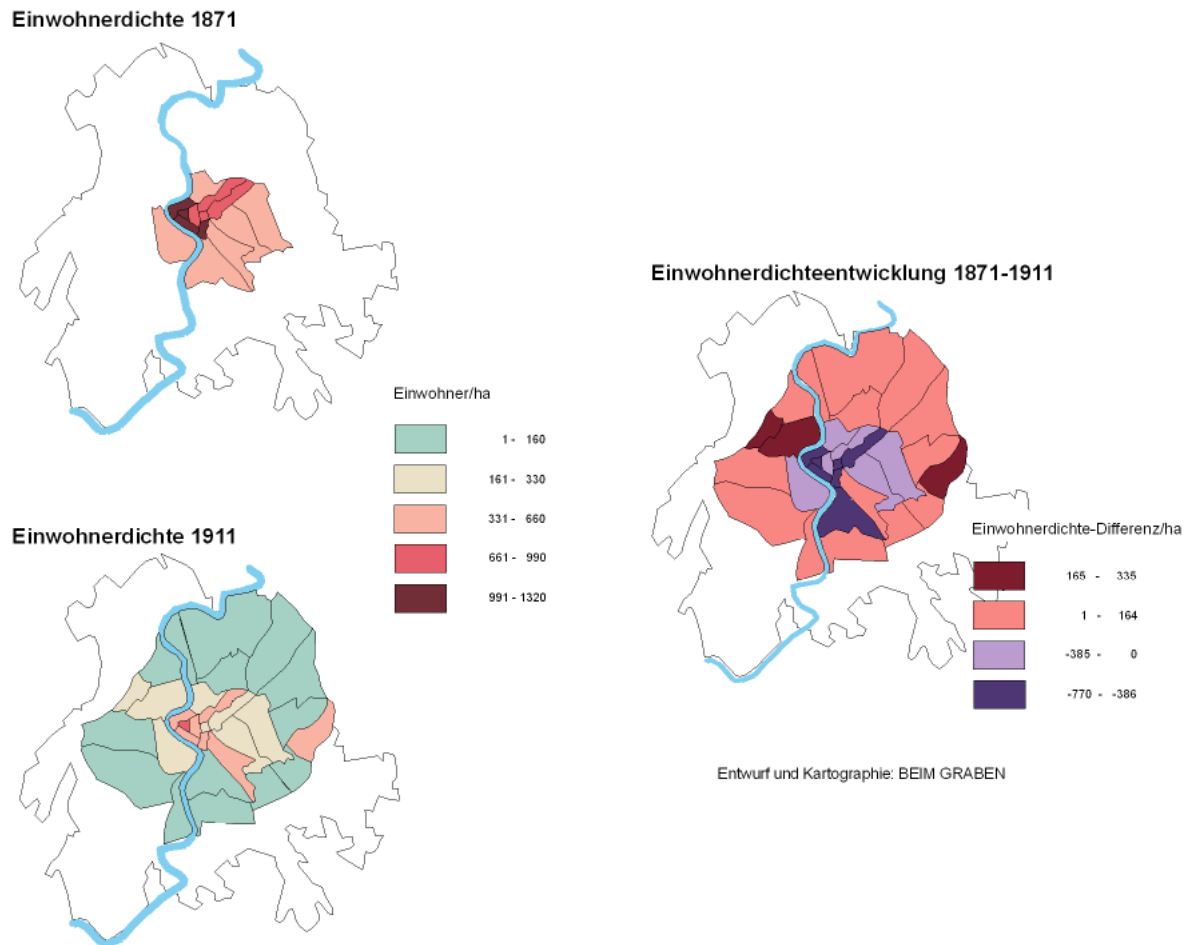 Einwohnerdichte 1871
Einwohner/ha
1 - 160
161 - 330
331 - 660
661 - 990
991 - 1320
Einwohnerdichte 1911
Einwohnerdichteentwicklung 1871-1911
Einwohnerdichte-Differenz/ha
165 - 335
1 - 164
-385 - 0
-770 - -386
Entwurf und Kartographie: BEIM GRABEN